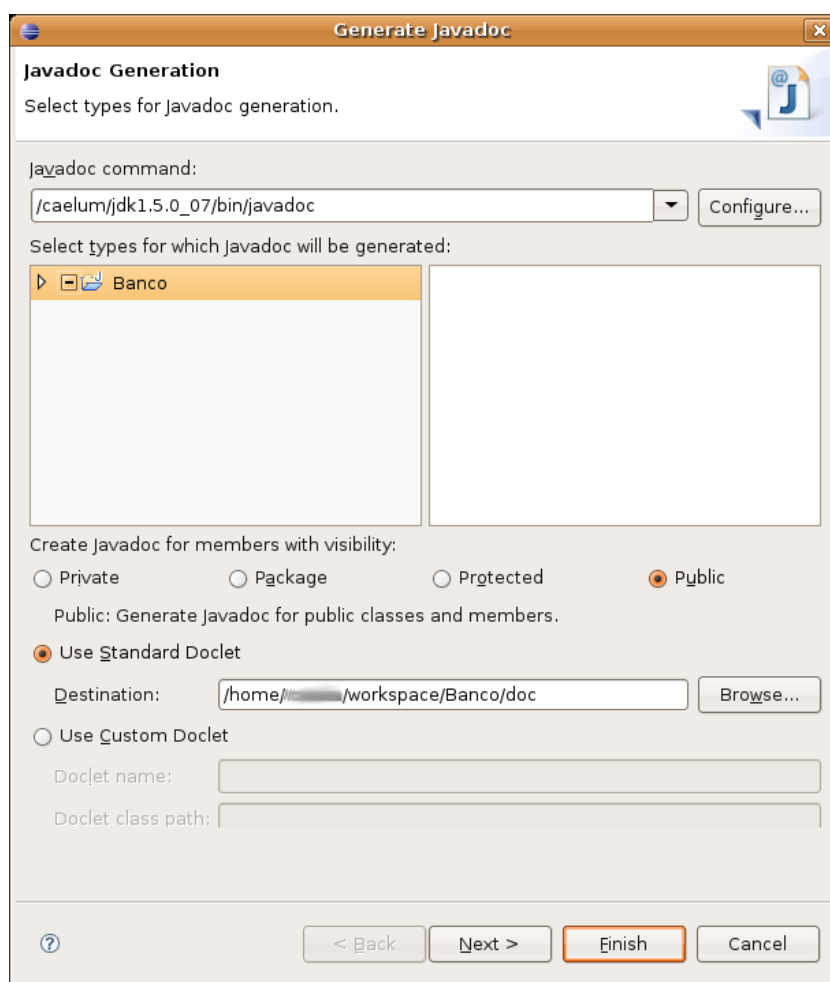 Generate Javadoc
Javadoc Generation
Select types for Javadoc generation.
Javadoc command:
/caelum/jdk1.5.0_07/bin/javadoc
Configure...
Select types for which Javadoc will be generated:
Banco
Create Javadoc for members with visibility:
Private Package Protected Public
Public: Generate Javadoc for public classes and members.
Use Standard Doclet
Destination: /home/ /workspace/Banco/doc Browse...
Use Custom Doclet
Doclet name:
Doclet class path:
< Back Next > Finish Cancel